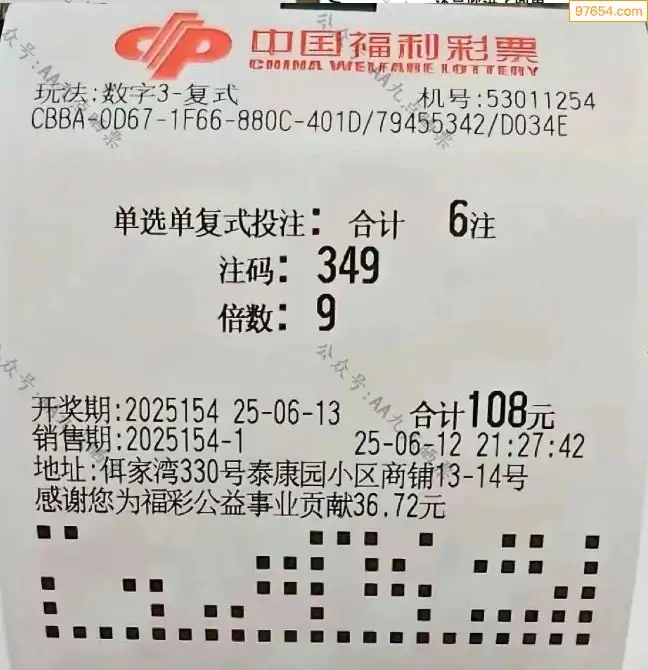 97654.com
中国福利彩票
CHINA WELFARE LOTTERY
玩法:数字3-复式 机号:53011254
CBBA-0D67-1F66-880C-401D/79455342/D034E
单选单复式投注: 合计 6注
注码: 349
倍数: 9
开奖期:2025154 25-06-13 合计108元
销售期:2025154-1 25-06-12 21:27:42
地址:佴家湾330号泰康园小区商铺13-14号
感谢您为福彩公益事业贡献36.72元